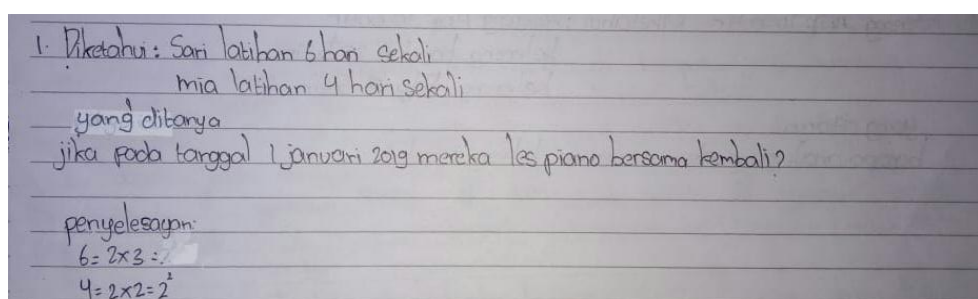 1. Diketahui: Sari latihan 6 hari sekali
mia latihan 4 hari sekali
yang ditanya
jika pada tanggal 1 januari 2019 mereka les piano bersama kembali?
penyelesayan:
6 = 2x3 =
4 = 2x2 = 2²